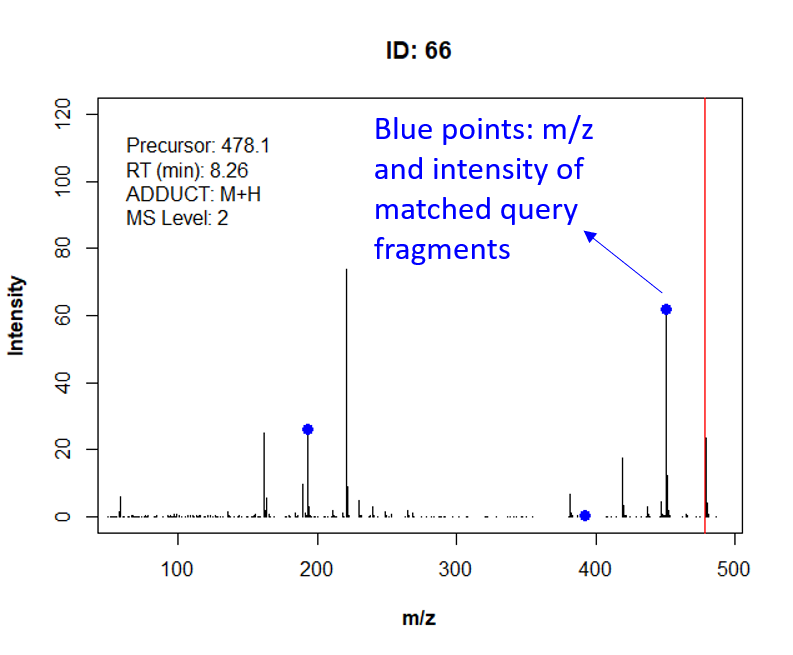 ID: 66
Precursor: 478.1
RT (min): 8.26
ADDUCT: M+H
MS Level: 2
Blue points: m/z
and intensity of
matched query
fragments
Intensity
120
100
80
60
40
20
0
100 200 300 400 500
m/z